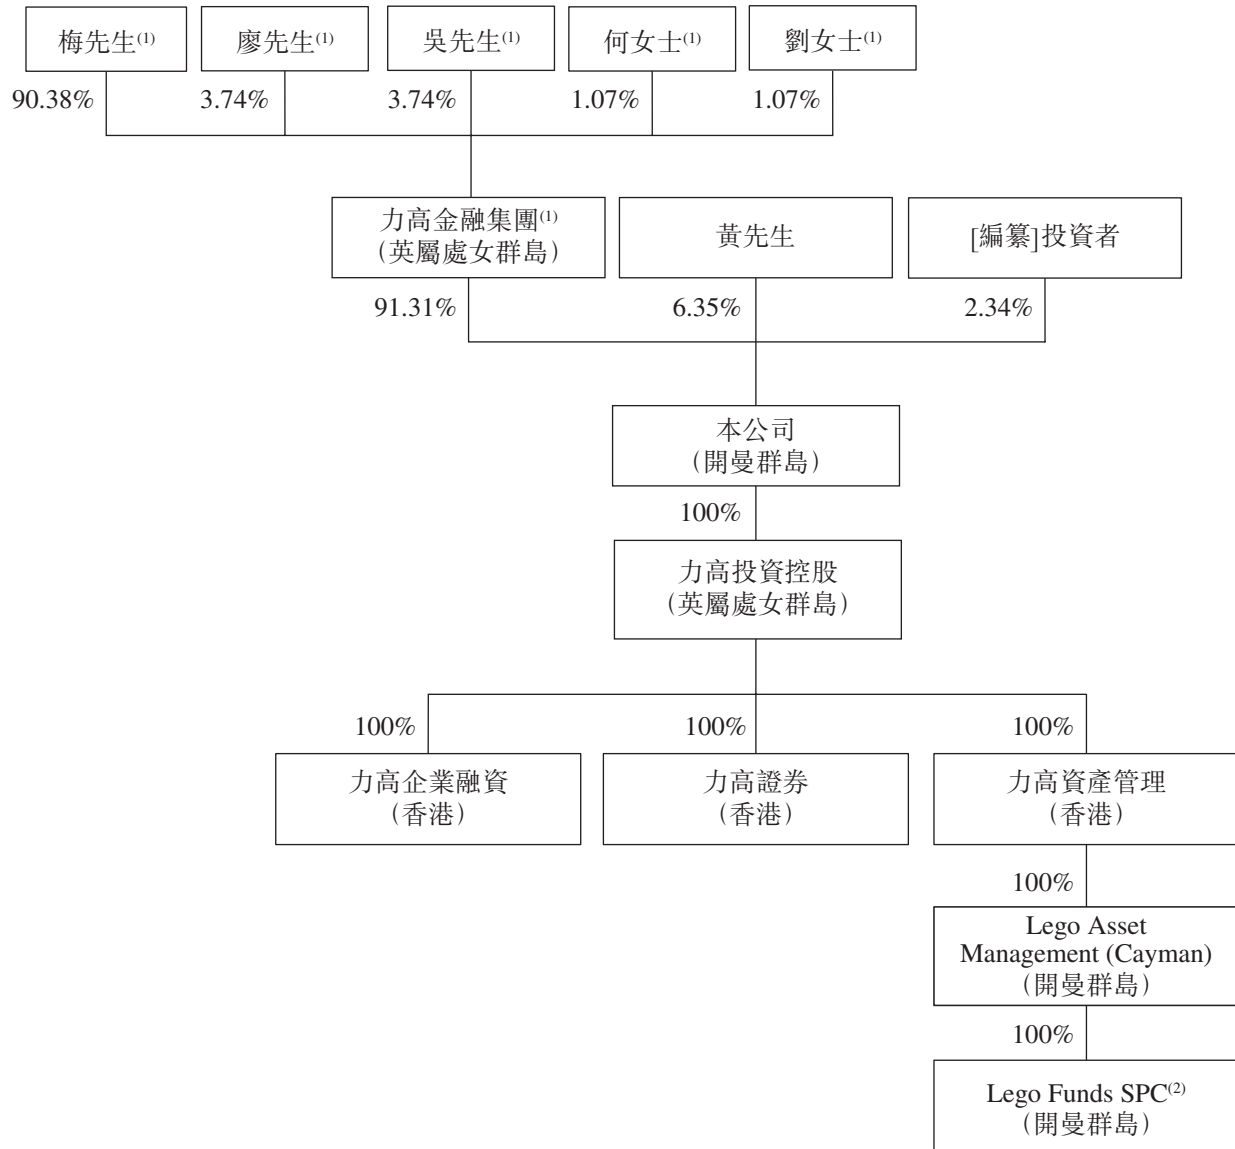 梅先生(1)
廖先生(1)
吳先生(1)
何女士(1)
劉女士(1)
90.38%
3.74%
3.74%
1.07%
1.07%
力高金融集團(1)
(英屬處女群島)
黃先生
[編纂]投資者
91.31%
6.35%
2.34%
本公司
(開曼群島)
100%
力高投資控股
(英屬處女群島)
100%
100%
100%
力高企業融資
(香港)
力高證券
(香港)
力高資產管理
(香港)
100%
Lego Asset
Management (Cayman)
(開曼群島)
100%
Lego Funds SPC(2)
(開曼群島)